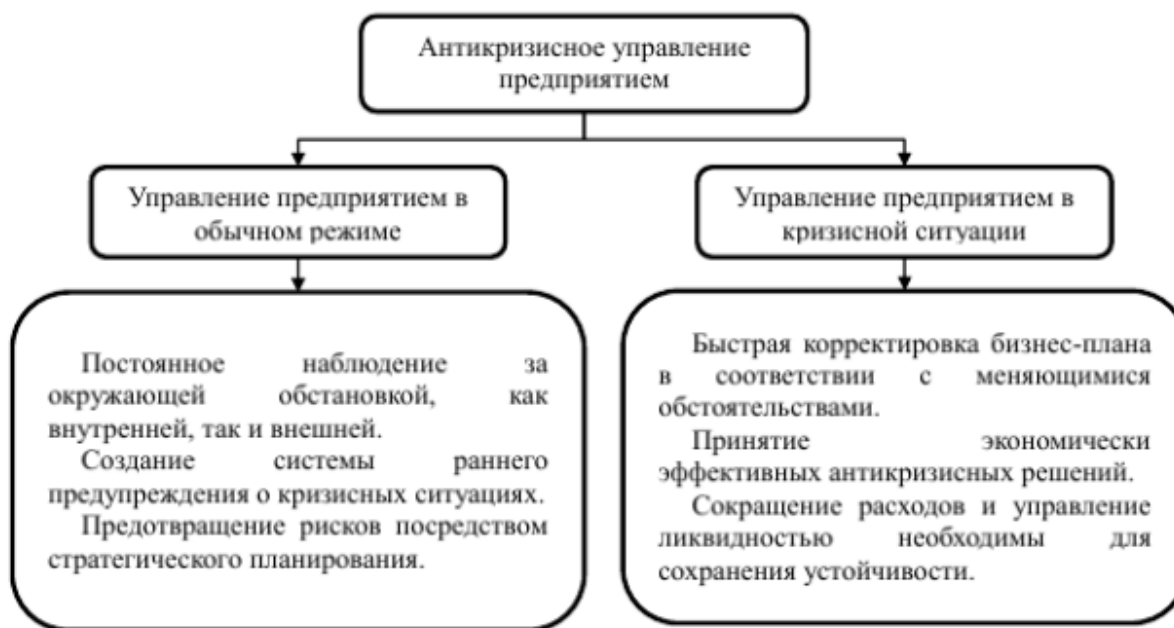 Антикризисное управление
предприятием
Управление предприятием в
обычном режиме
Управление предприятием в
кризисной ситуации
Постоянное наблюдение за
окружающей обстановкой, как
внутренней, так и внешней.
Создание системы раннего
предупреждения о кризисных ситуациях.
Предотвращение рисков посредством
стратегического планирования.
Быстрая корректировка бизнес-плана
в соответствии с меняющимися
обстоятельствами.
Принятие экономически
эффективных антикризисных решений.
Сокращение расходов и управление
ликвидностью необходимы для
сохранения устойчивости.